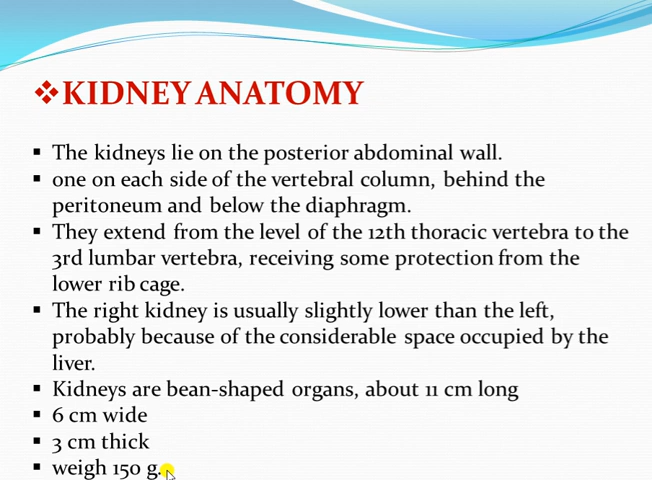 ❖KIDNEY ANATOMY
▪ The kidneys lie on the posterior abdominal wall.
▪ one on each side of the vertebral column, behind the
peritoneum and below the diaphragm.
▪ They extend from the level of the 12th thoracic vertebra to the
3rd lumbar vertebra, receiving some protection from the
lower rib cage.
▪ The right kidney is usually slightly lower than the left,
probably because of the considerable space occupied by the
liver.
▪ Kidneys are bean-shaped organs, about 11 cm long
▪ 6 cm wide
▪ 3 cm thick
▪ weigh 150 g.